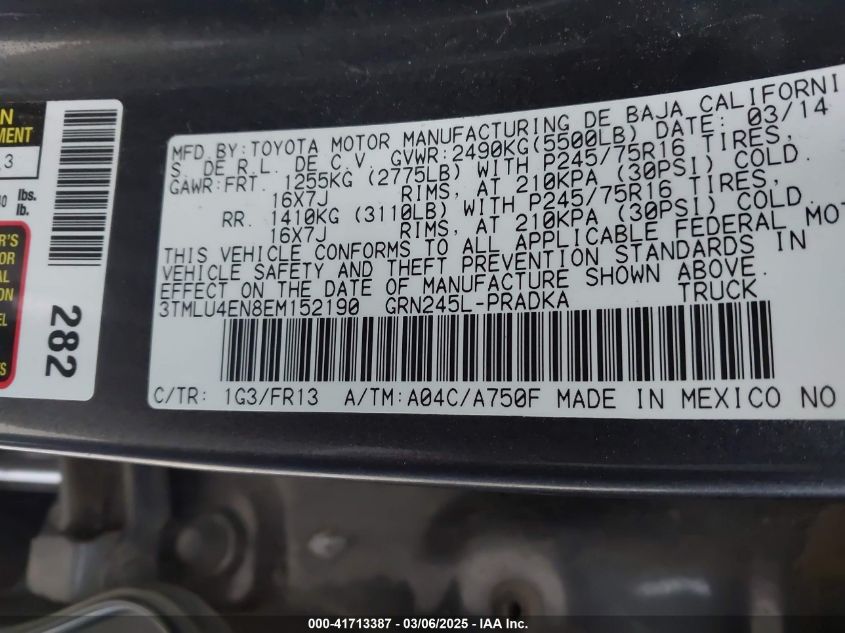 MFD. BY: TOYOTA MOTOR MANUFACTURING DE BAJA CALIFORNI
S. DE R.L. DE C.V. GVWR: 2490KG(5500LB) DATE: 03/14
GAWR: FRT. 1255KG (2775LB) WITH P245/75R16 TIRES,
16X7J RIMS, AT 210KPA (30PSI) COLD.
RR. 1410KG (3110LB) WITH P245/75R16 TIRES,
16X7J RIMS, AT 210KPA (30PSI) COLD.
THIS VEHICLE CONFORMS TO ALL APPLICABLE FEDERAL MOT
VEHICLE SAFETY AND THEFT PREVENTION STANDARDS IN
EFFECT ON THE DATE OF MANUFACTURE SHOWN ABOVE.
3TMLU4EN8EM152190 GRN245L-PRADKA TRUCK
C/TR: 1G3/FR13 A/TM: A04C/A750F MADE IN MEXICO NO
282
lbs.
lb.
000-41713387 - 03/06/2025 - IAA Inc.